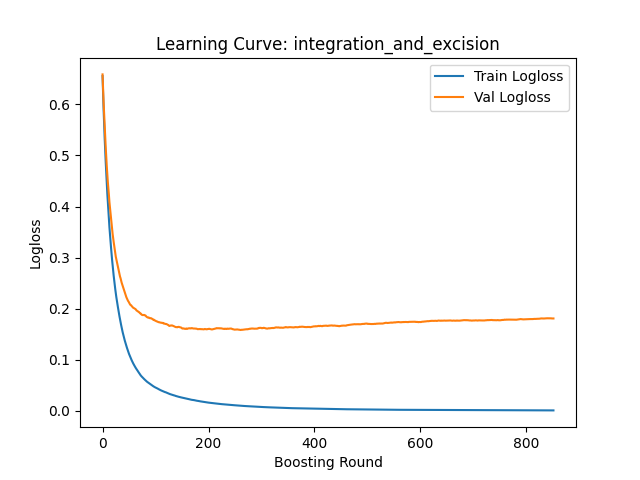 Learning Curve: integration_and_excision
Train Logloss
Val Logloss
Logloss
0.6
0.5
0.4
0.3
0.2
0.1
0.0
0 200 400 600 800
Boosting Round